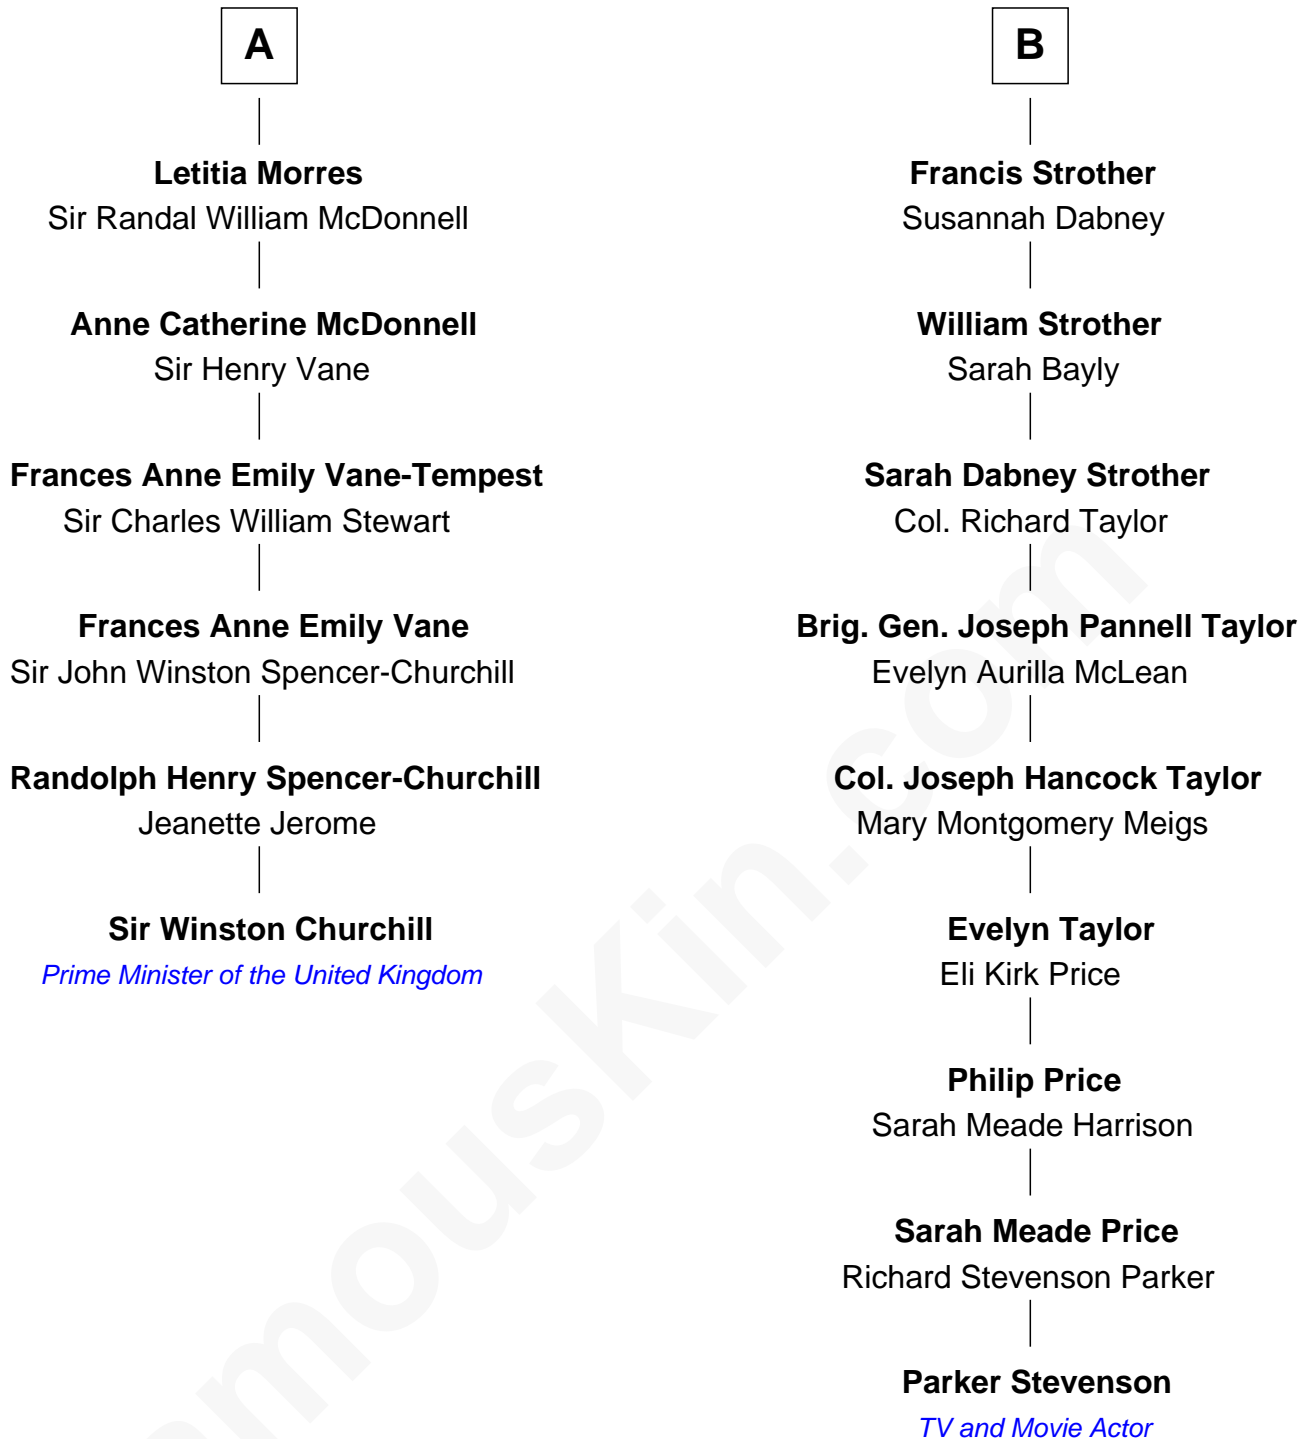 A
Letitia Morres
Sir Randal William McDonnell
Anne Catherine McDonnell
Sir Henry Vane
Frances Anne Emily Vane-Tempest
Sir Charles William Stewart
Frances Anne Emily Vane
Sir John Winston Spencer-Churchill
Randolph Henry Spencer-Churchill
Jeanette Jerome
Sir Winston Churchill
Prime Minister of the United Kingdom
B
Francis Strother
Susannah Dabney
William Strother
Sarah Bayly
Sarah Dabney Strother
Col. Richard Taylor
Brig. Gen. Joseph Pannell Taylor
Evelyn Aurilla McLean
Col. Joseph Hancock Taylor
Mary Montgomery Meigs
Evelyn Taylor
Eli Kirk Price
Philip Price
Sarah Meade Harrison
Sarah Meade Price
Richard Stevenson Parker
Parker Stevenson
TV and Movie Actor